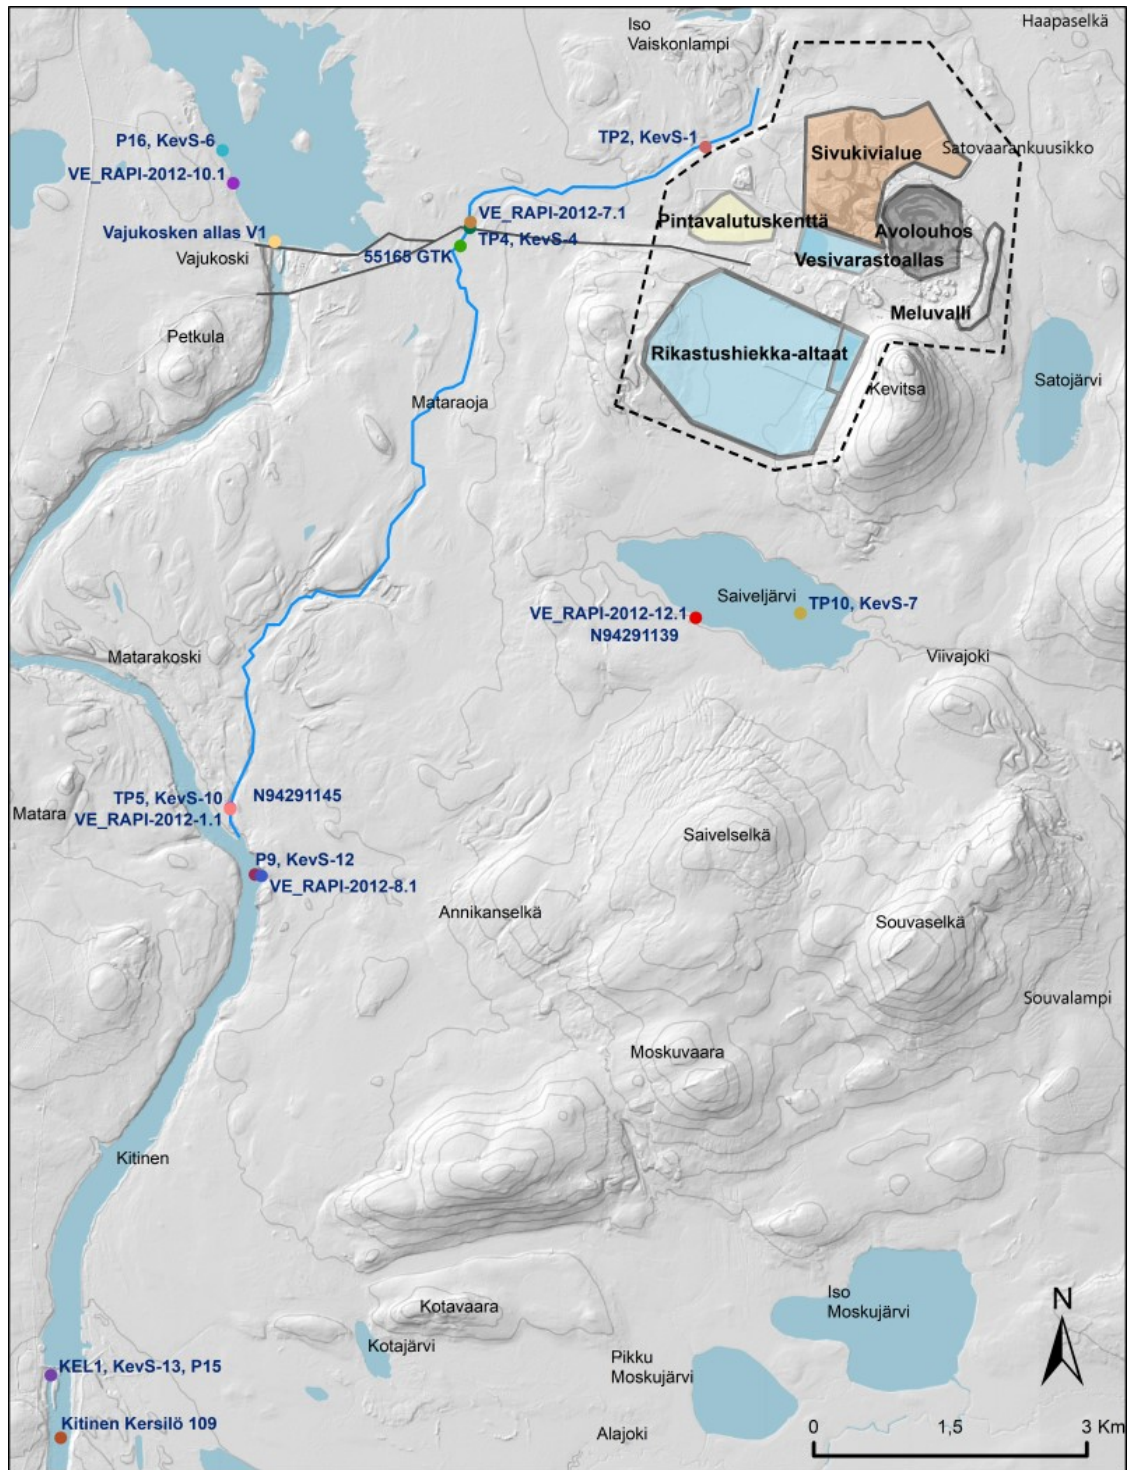 Iso
Vaiskonlampi
Haapaselkä
P16, KevS-6
TP2, KevS-1
Sivukivialue
Satovaarankuusikko
VE_RAPI-2012-10.1
VE_RAPI-2012-7.1
Pintavalutuskenttä
Avolouhos
Vajukosken allas V1
TP4, KevS-4
Vajukoski
55165 GTK
Vesivarastoallas
Meluvalli
Petkula
Rikastushiekka-altaat
Satojärvi
Kevitsa
Mataraoja
Saiveljärvi
TP10, KevS-7
VE_RAPI-2012-12.1
N94291139
Matarakoski
Viivajoki
TP5, KevS-10
N94291145
Matara
VE_RAPI-2012-1.1
Saivelselkä
P9, KevS-12
VE_RAPI-2012-8.1
Annikanselkä
Souvaselkä
Souvalampi
Moskuvaara
Kitinen
Iso
Moskujärvi
Kotavaara
N
Kotajärvi
Pikku
Moskujärvi
KEL1, KevS-13, P15
Kitinen Kersilö 109
Alajoki
0 1,5 3 Km